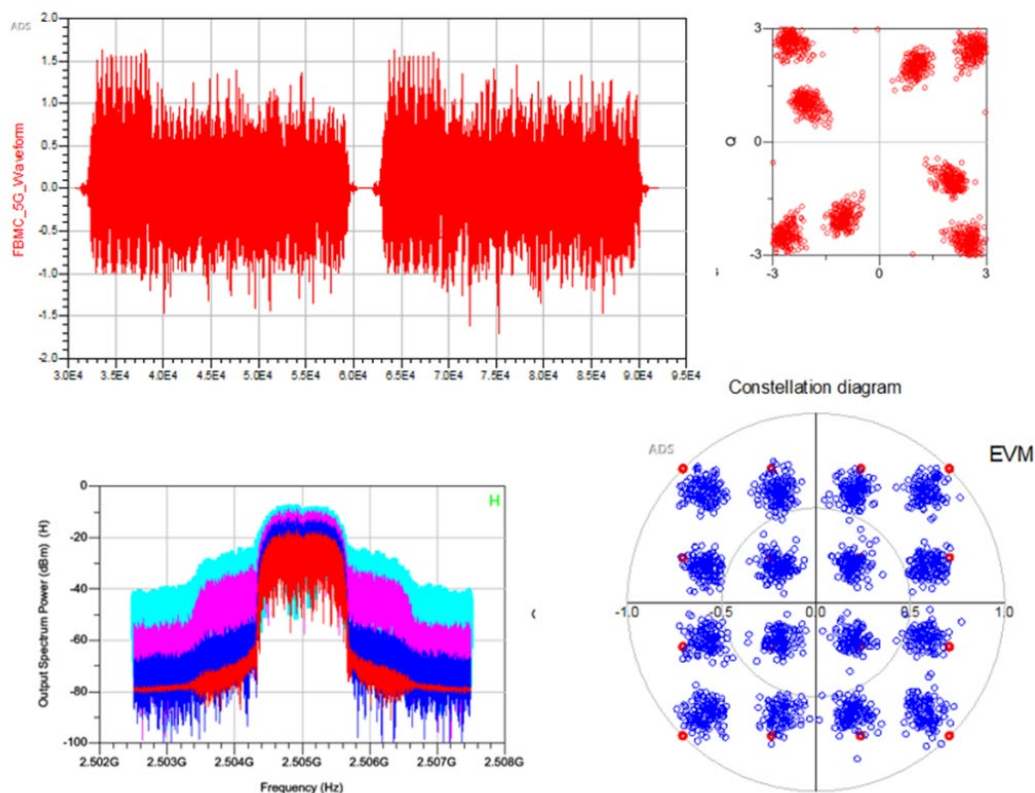 ADS
FBMC_5G_Waveform
2.0
1.5
1.0
0.5
0.0
-0.5
-1.0
-1.5
-2.0
3.0E4 3.5E4 4.0E4 4.5E4 5.0E4 5.5E4 6.0E4 6.5E4 7.0E4 7.5E4 8.0E4 8.5E4 9.0E4 9.5E4
Q
3
0
-3
-3 0 3
Output Spectrum Power (dBm) (H)
H
0
-20
-40
-60
-80
-100
2.502G 2.503G 2.504G 2.505G 2.506G 2.507G 2.508G
Frequency (Hz)
Constellation diagram
ADS
EVM
-1.0 -0.5 0.0 0.5 1.0